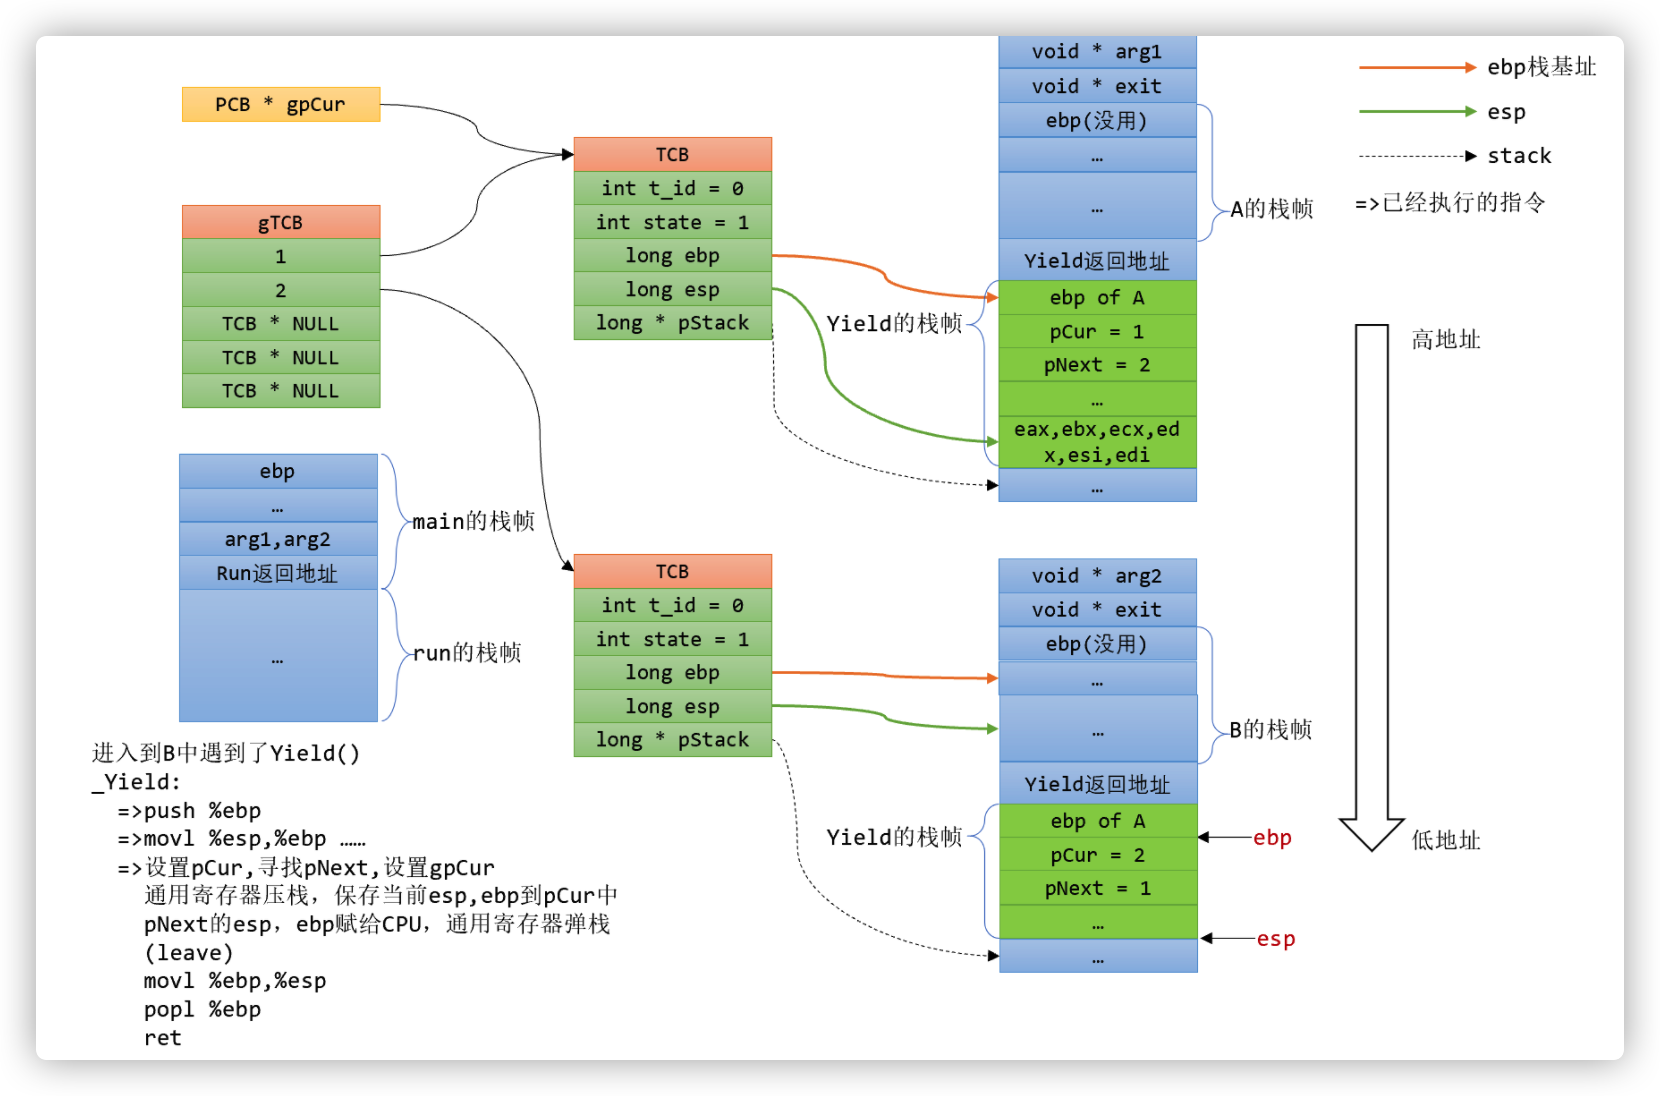 PCB * gpCur
gTCB
1
2
TCB * NULL
TCB * NULL
TCB * NULL
ebp
…
arg1,arg2
Run返回地址
…
main的栈帧
run的栈帧
进入到B中遇到了Yield()
_Yield:
=>push %ebp
=>movl %esp,%ebp ……
=>设置pCur,寻找pNext,设置gpCur
通用寄存器压栈，保存当前esp,ebp到pCur中
pNext的esp，ebp赋给CPU，通用寄存器弹栈
(leave)
movl %ebp,%esp
popl %ebp
ret
TCB
int t_id = 0
int state = 1
long ebp
long esp
long * pStack
TCB
int t_id = 0
int state = 1
long ebp
long esp
long * pStack
void * arg1
void * exit
ebp(没用)
…
…
A的栈帧
Yield返回地址
Yield的栈帧
ebp of A
pCur = 1
pNext = 2
…
eax,ebx,ecx,ed
x,esi,edi
…
void * arg2
void * exit
ebp(没用)
…
…
B的栈帧
Yield返回地址
Yield的栈帧
ebp of A
pCur = 2
pNext = 1
…
…
ebp
esp
ebp栈基址
esp
stack
=>已经执行的指令
高地址
低地址